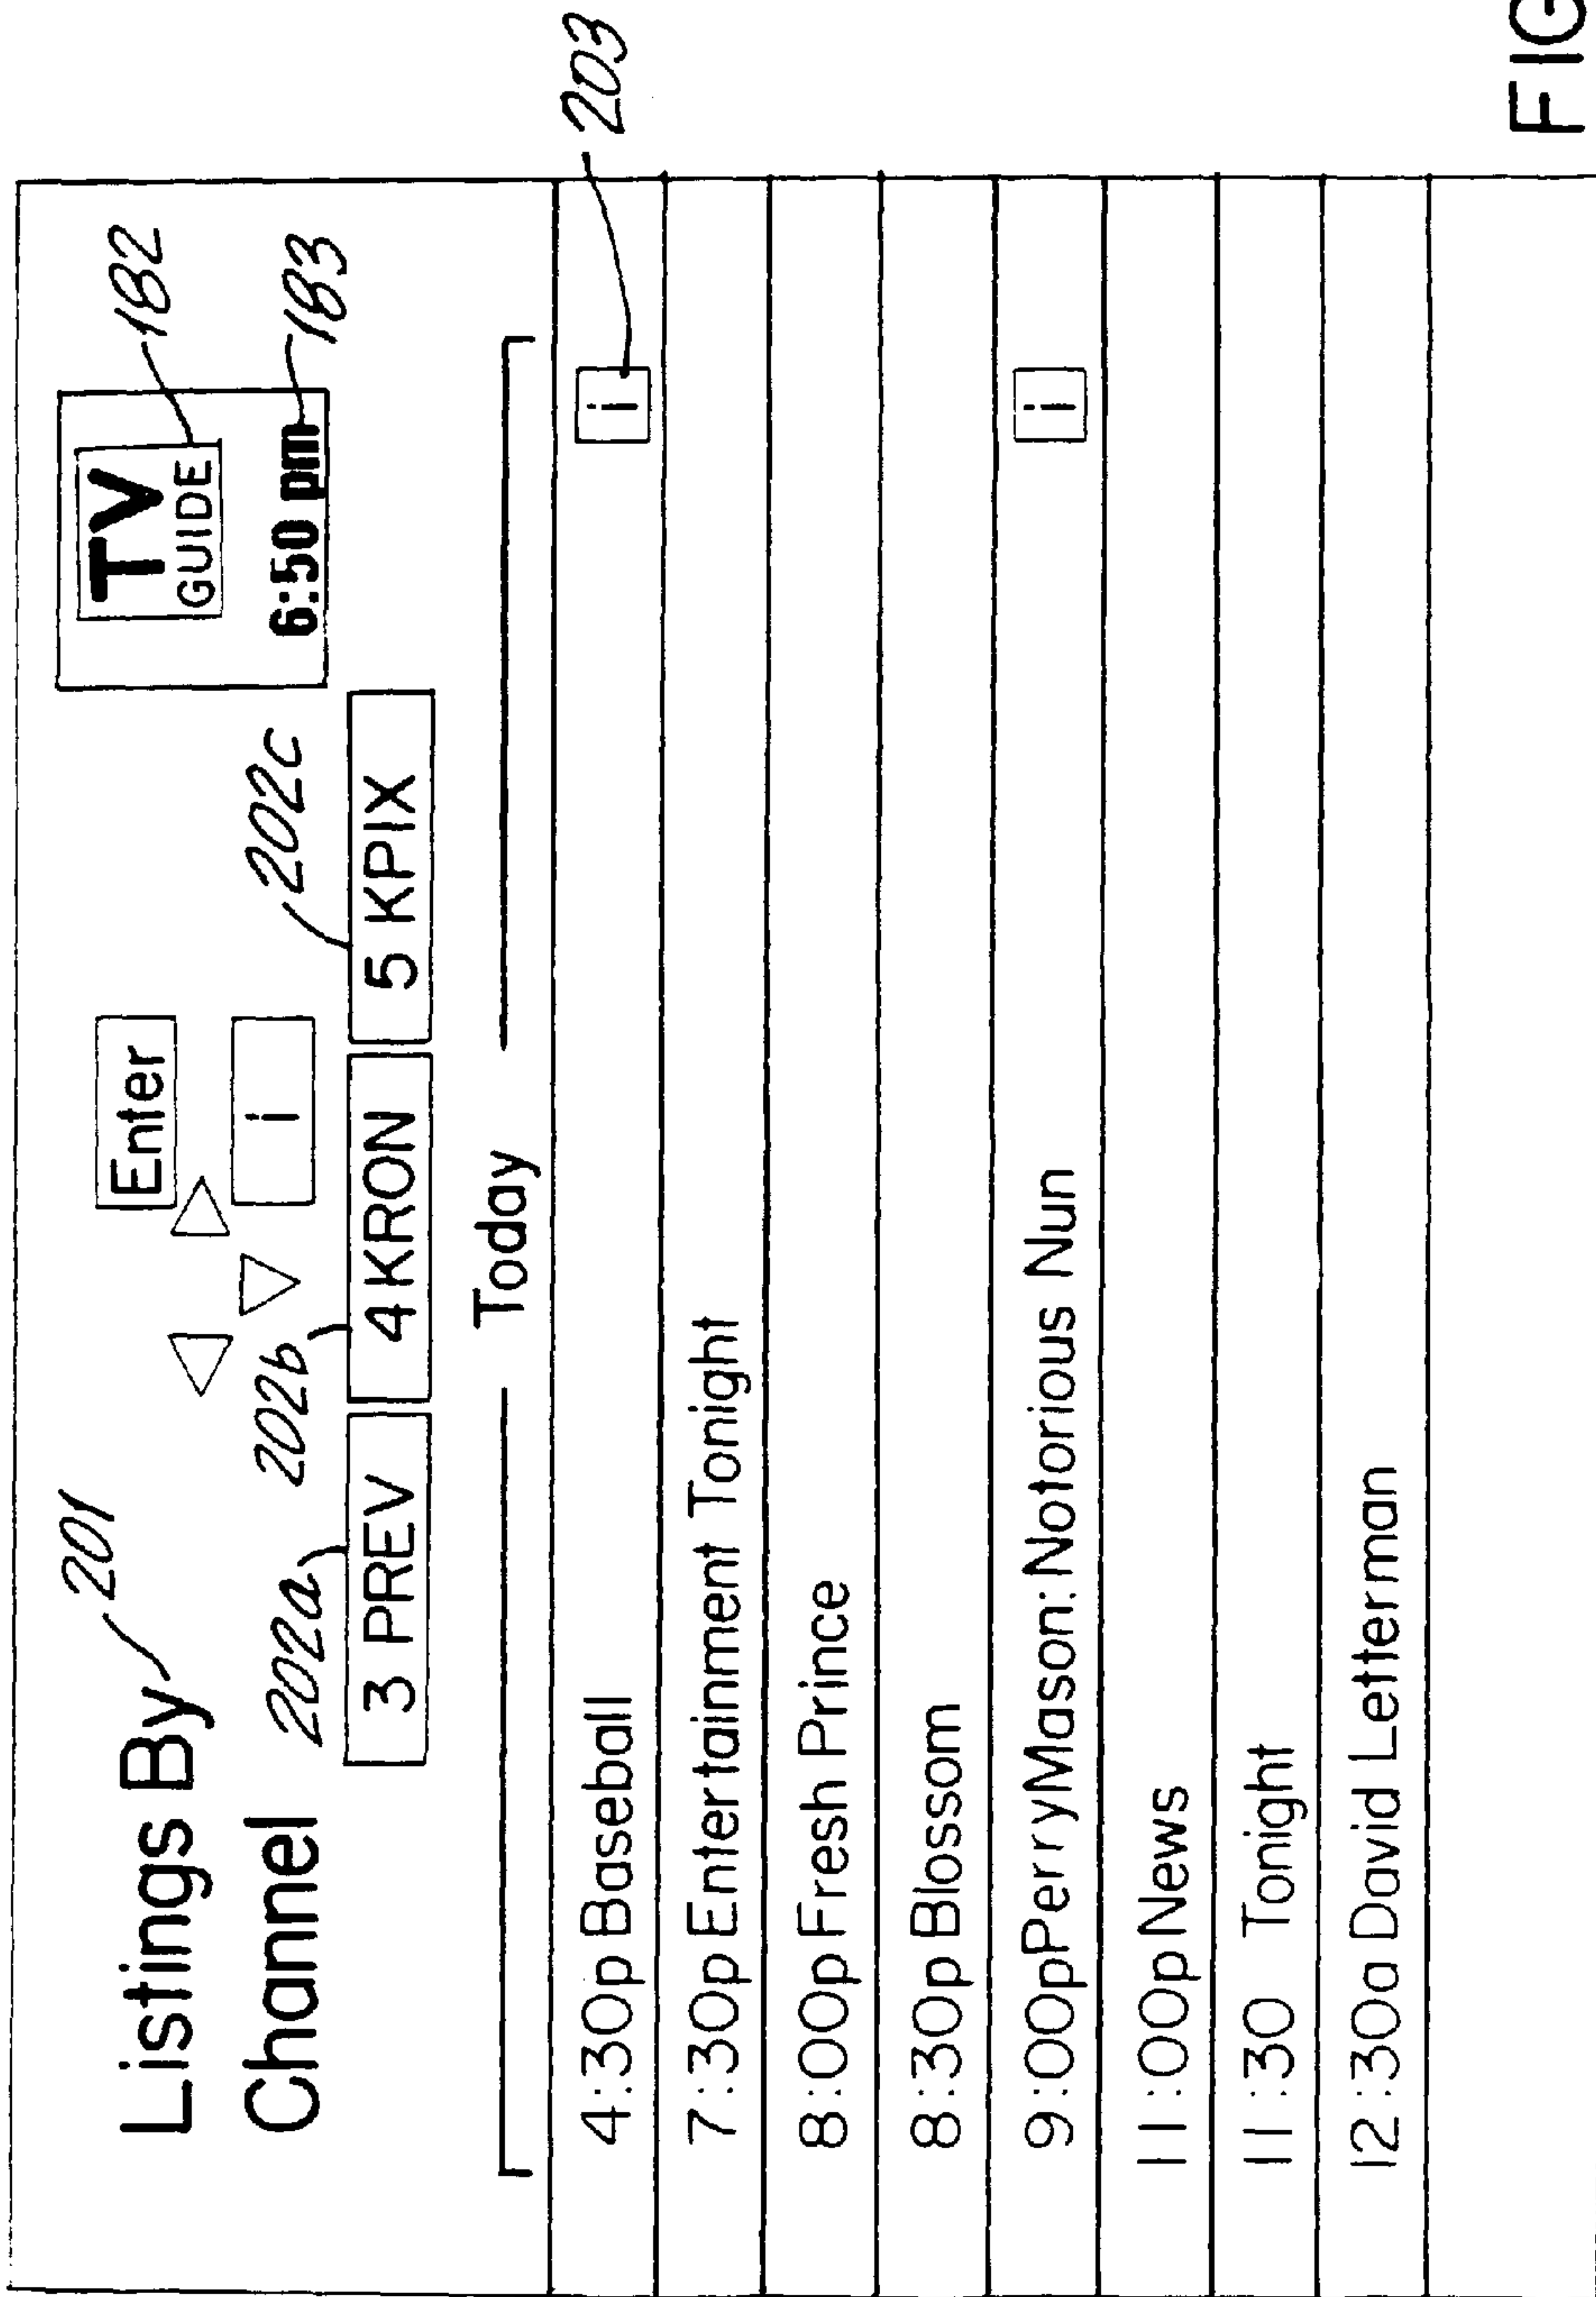 Listings By 201
Channel
Enter
i
TV
GUIDE
182
6:50 pm 183
202a 202b 202c
3 PREV 4 KRON 5 KPIX
Today
4:30p Baseball i 203
7:30p Entertainment Tonight
8:00p Fresh Prince
8:30p Blossom
9:00p Perry Mason: Notorious Nun i
11:00p News
11:30 Tonight
12:30a David Letterman
FIG